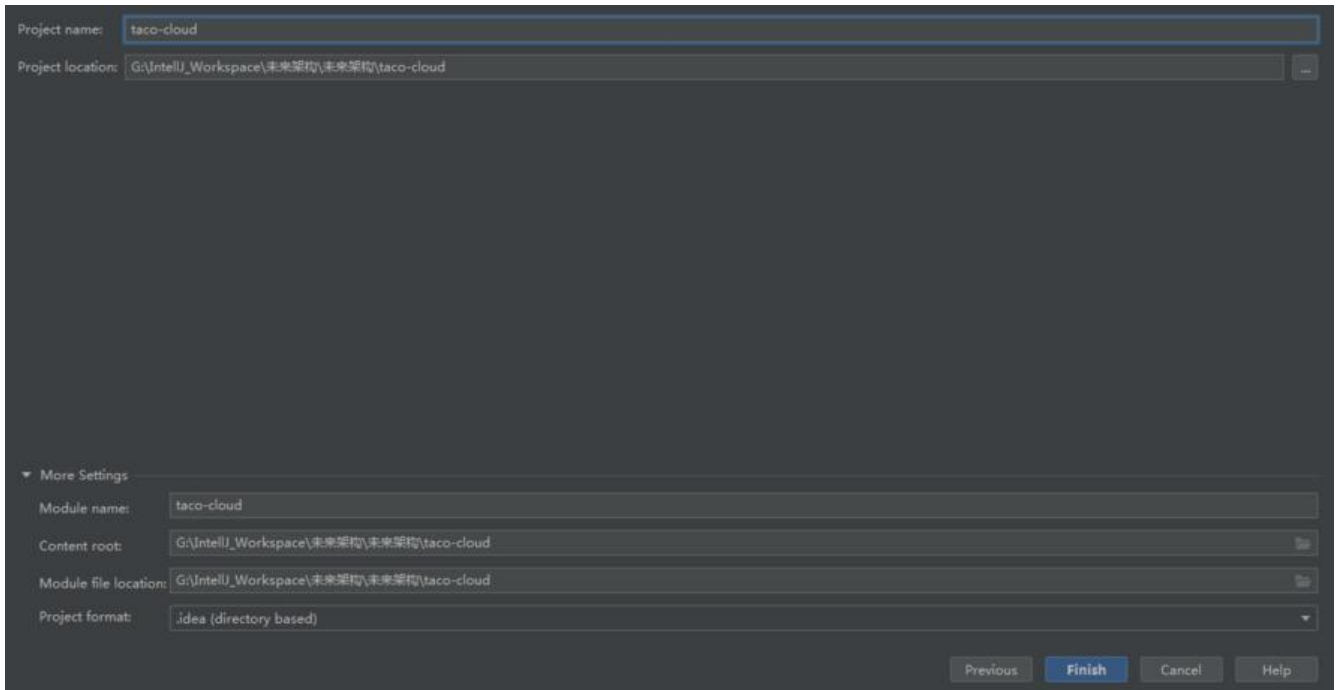 Project name: taco-cloud
Project location: G:\IntelliJ_Workspace\未来架构\未来架构\taco-cloud ...
More Settings
Module name: taco-cloud
Content root: G:\IntelliJ_Workspace\未来架构\未来架构\taco-cloud
Module file location: G:\IntelliJ_Workspace\未来架构\未来架构\taco-cloud
Project format: .idea (directory based)
Previous Finish Cancel Help